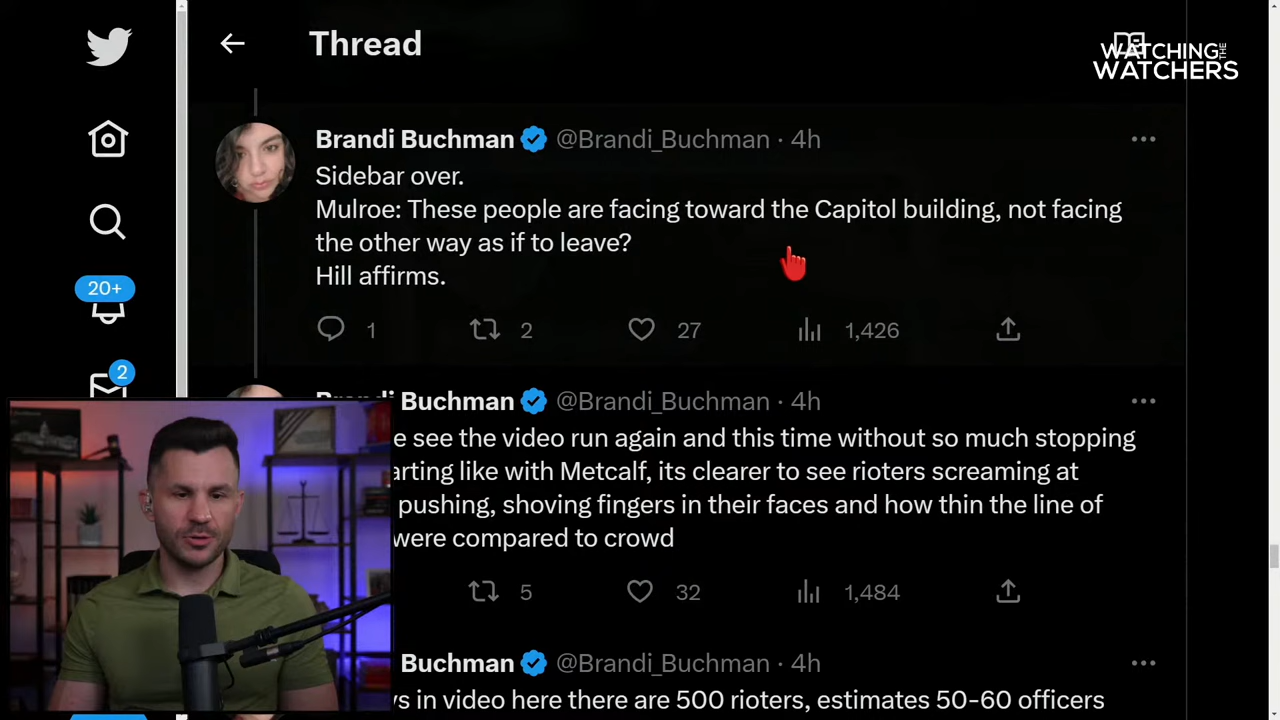 Thread
WATCHING THE
WATCHERS
Brandi Buchman @Brandi_Buchman · 4h
Sidebar over.
Mulroe: These people are facing toward the Capitol building, not facing
the other way as if to leave?
Hill affirms.
20+
1 2 27 1,426
2
Buchman @Brandi_Buchman · 4h
e see the video run again and this time without so much stopping
arting like with Metcalf, its clearer to see rioters screaming at
pushing, shoving fingers in their faces and how thin the line of
were compared to crowd
5 32 1,484
Buchman @Brandi_Buchman · 4h
ys in video here there are 500 rioters, estimates 50-60 officers